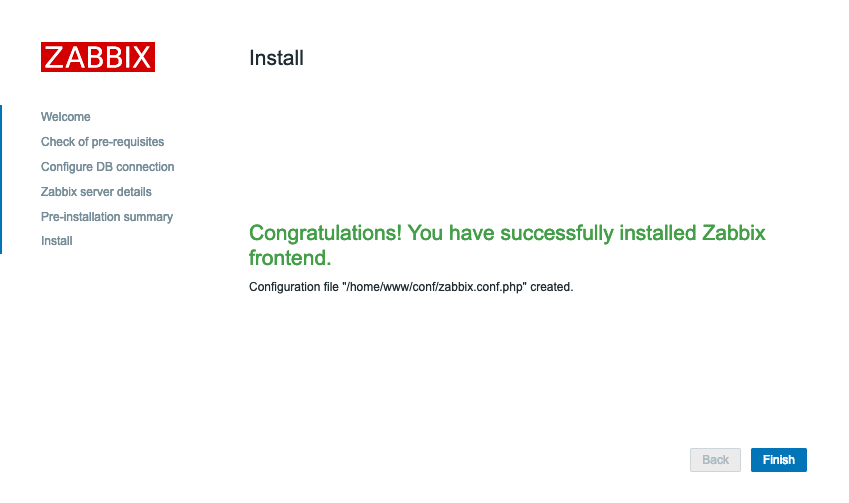 ZABBIX
Install
Welcome
Check of pre-requisites
Configure DB connection
Zabbix server details
Pre-installation summary
Install
Congratulations! You have successfully installed Zabbix
frontend.
Configuration file "/home/www/conf/zabbix.conf.php" created.
Back
Finish